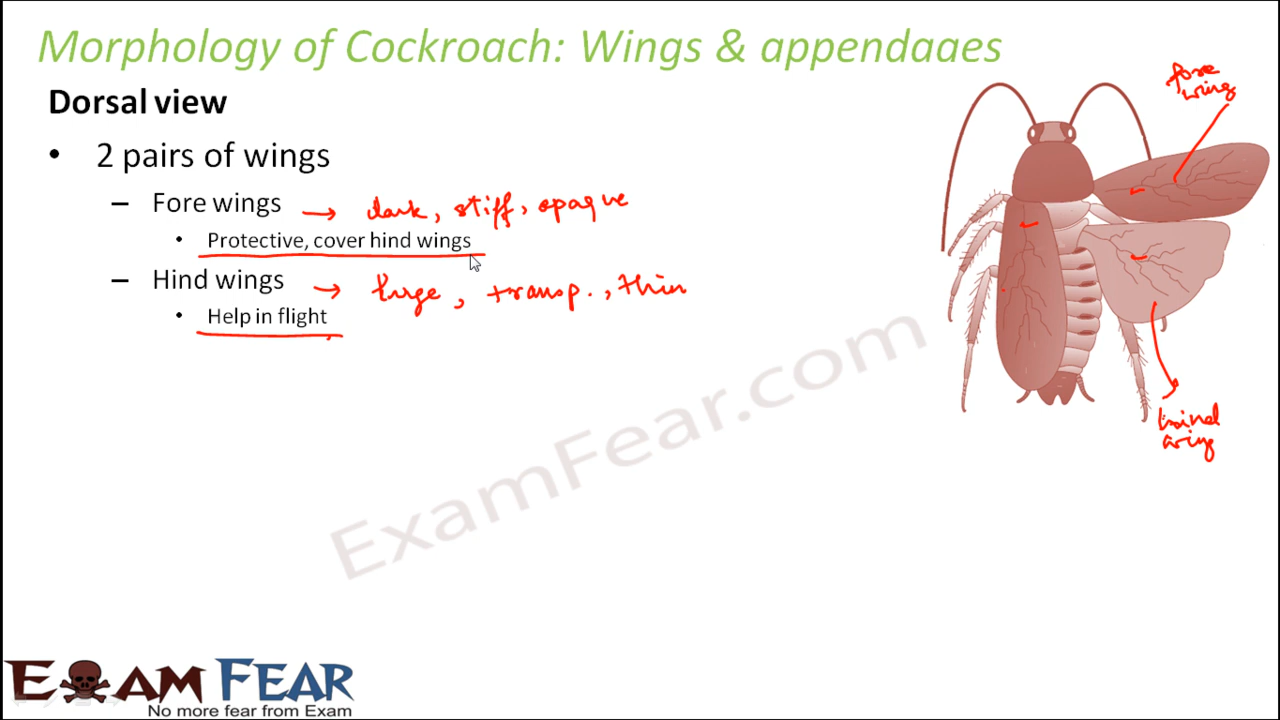 Morphology of Cockroach: Wings & appendages
Dorsal view
• 2 pairs of wings
– Fore wings → dark, stiff, opaque
• Protective, cover hind wings
– Hind wings → large, transp., thin
• Help in flight
fore
wing
hind
wing
ExamFear.com
EXAM FEAR
No more fear from Exam